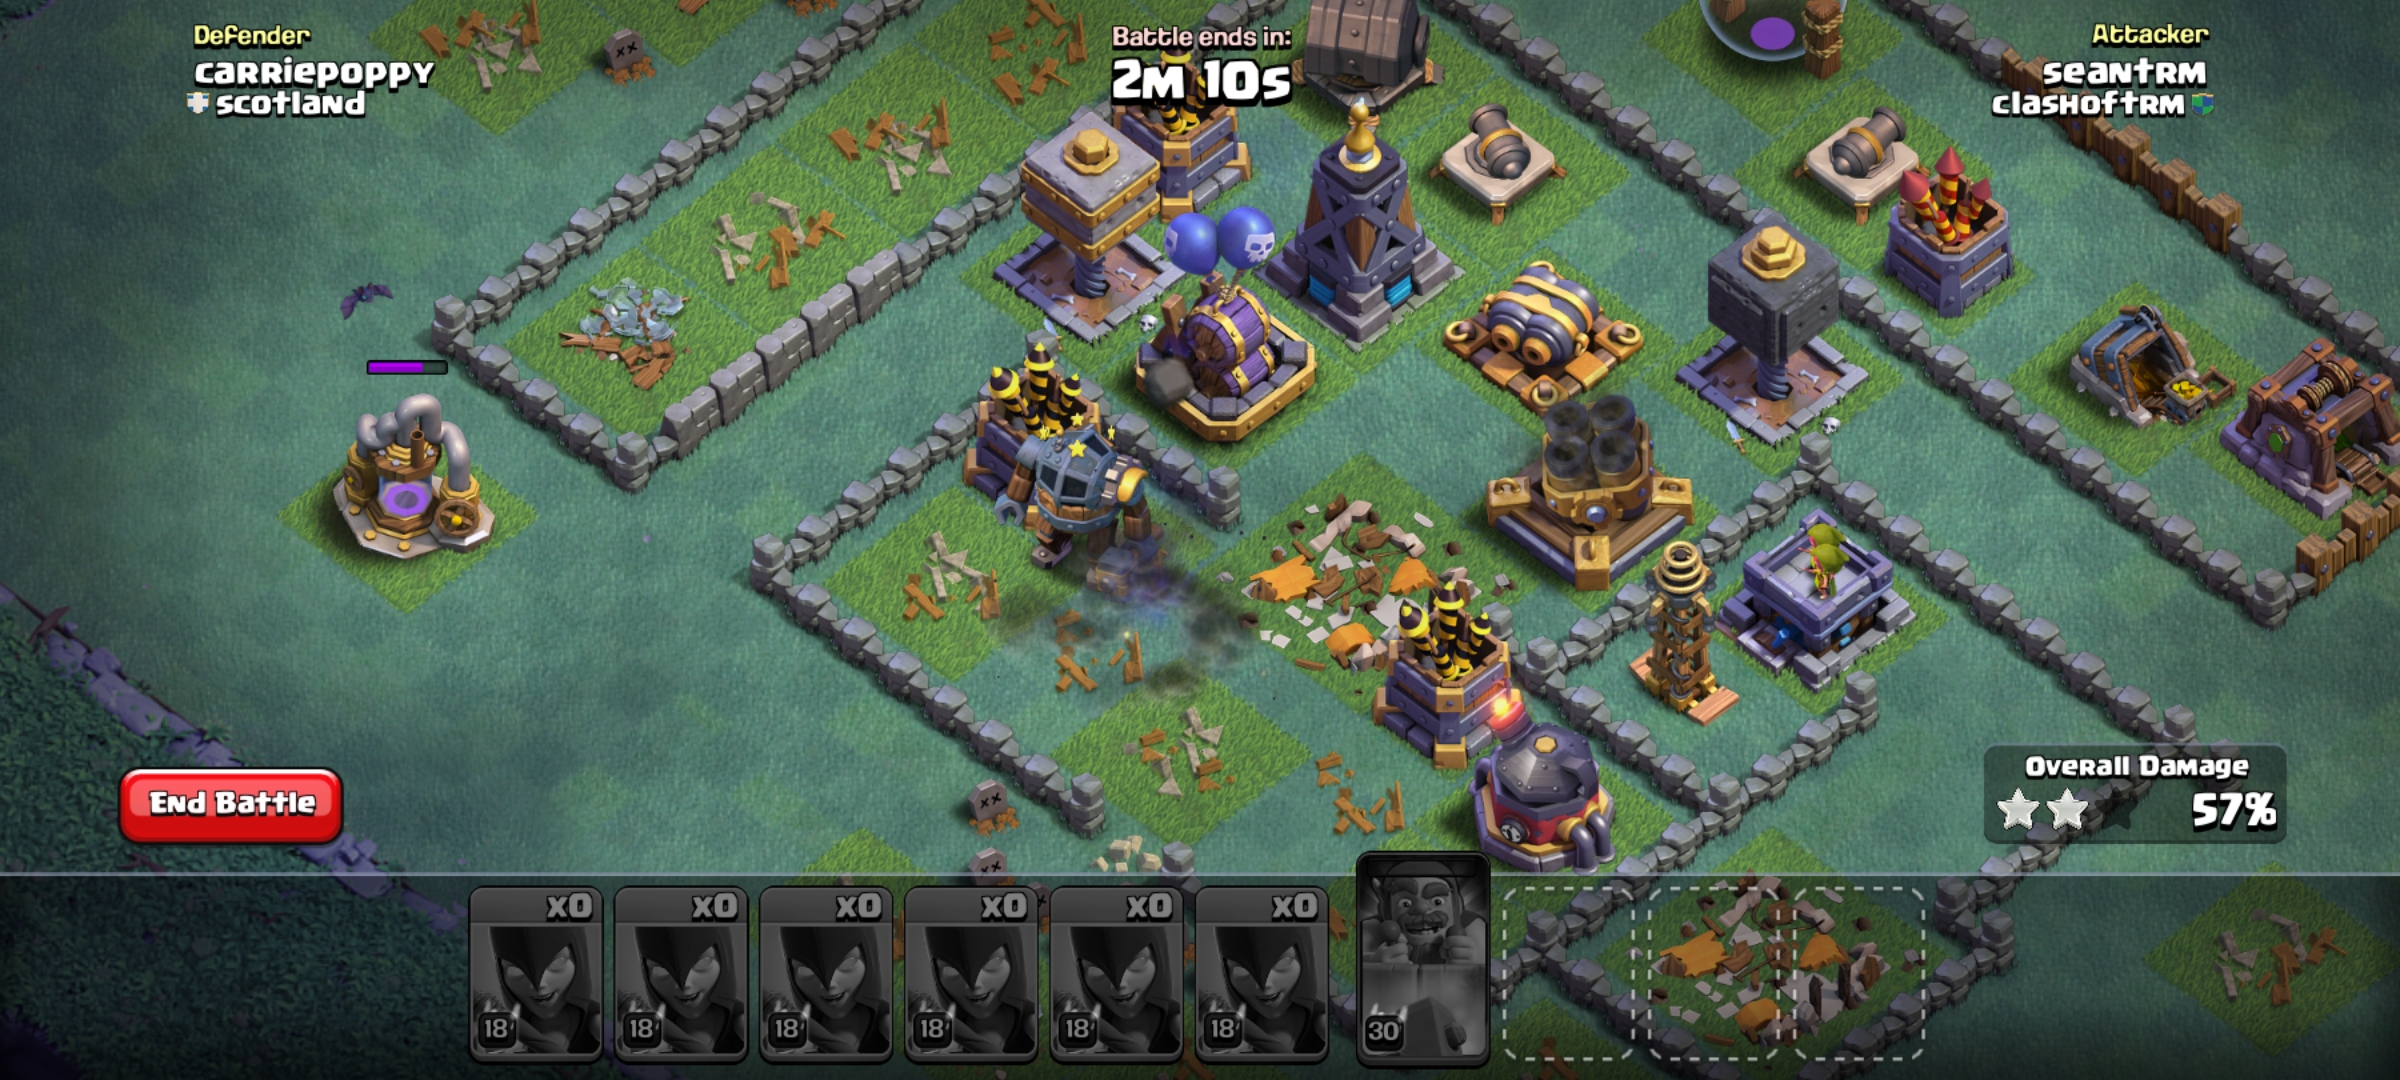 Defender
carriepoppy
scotland
Battle ends in:
2M 10s
Attacker
seantrm
clashoftrm
End Battle
Overall Damage
57%
x0
x0
x0
x0
x0
x0
18
18
18
18
18
18
30